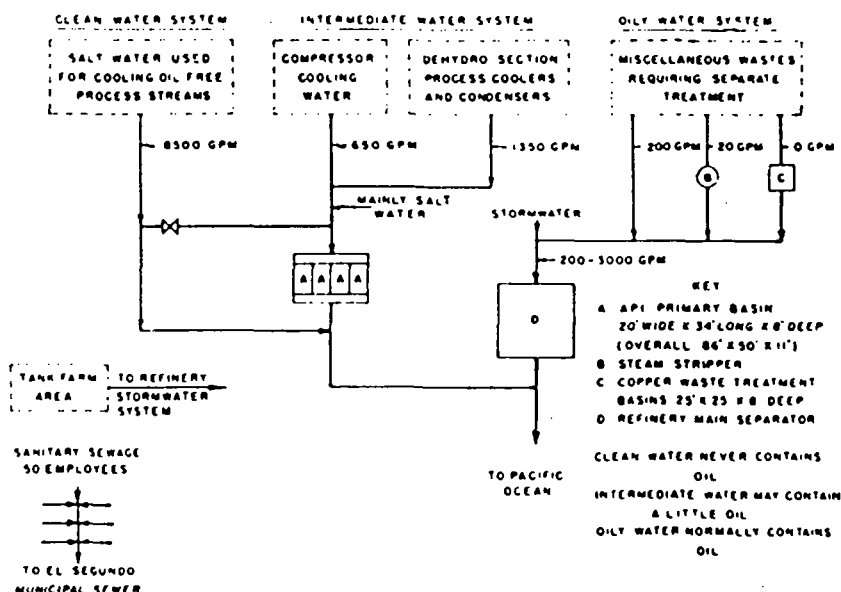 CLEAN WATER SYSTEM
INTERMEDIATE WATER SYSTEM
OILY WATER SYSTEM
SALT WATER USED
FOR COOLING OIL FREE
PROCESS STREAMS
COMPRESSOR
COOLING
WATER
DEHYDRO SECTION
PROCESS COOLERS
AND CONDENSERS
MISCELLANEOUS WASTES
REQUIRING SEPARATE
TREATMENT
8500 GPM
650 GPM
1350 GPM
200 GPM
20 GPM
0 GPM
B
C
MAINLY SALT
WATER
STORMWATER
200-5000 GPM
A A A A
D
KEY
A API PRIMARY BASIN
20' WIDE X 34' LONG X 8' DEEP
(OVERALL 86' X 50' X 11')
B STEAM STRIPPER
C COPPER WASTE TREATMENT
BASINS 25' X 25 X 8 DEEP
D REFINERY MAIN SEPARATOR
TANK FARM
AREA
TO REFINERY
STORMWATER
SYSTEM
SANITARY SEWAGE
50 EMPLOYEES
TO EL SEGUNDO
MUNICIPAL SEWER
TO PACIFIC
OCEAN
CLEAN WATER NEVER CONTAINS
OIL
INTERMEDIATE WATER MAY CONTAIN
A LITTLE OIL
OILY WATER NORMALLY CONTAINS
OIL